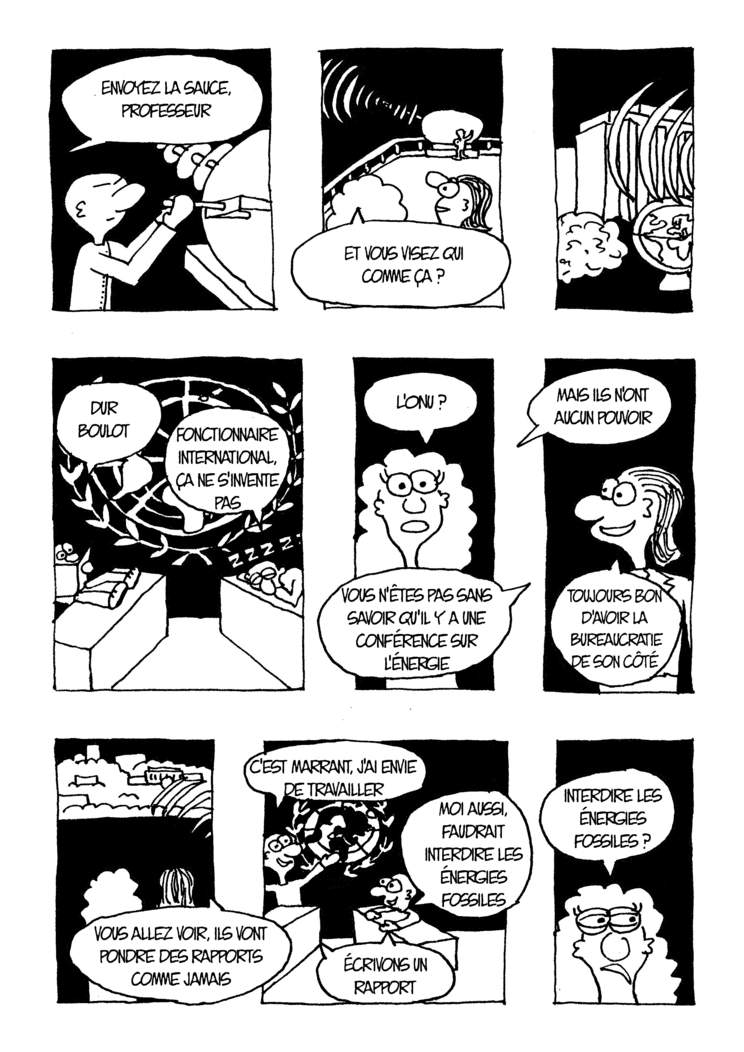 ENVOYEZ LA SAUCE,
PROFESSEUR
ET VOUS VISEZ QUI
COMME ÇA ?
DUR
BOULOT
FONCTIONNAIRE
INTERNATIONAL,
ÇA NE S'INVENTE
PAS
ZZZZZ
L'ONU ?
VOUS N'ÊTES PAS SANS
SAVOIR QU'IL Y A UNE
CONFÉRENCE SUR
L'ÉNERGIE
MAIS ILS N'ONT
AUCUN POUVOIR
TOUJOURS BON
D'AVOIR LA
BUREAUCRATIE
DE SON CÔTÉ
VOUS ALLEZ VOIR, ILS VONT
PONDRE DES RAPPORTS
COMME JAMAIS
C'EST MARRANT, J'AI ENVIE
DE TRAVAILLER
MOI AUSSI,
FAUDRAIT
INTERDIRE LES
ÉNERGIES
FOSSILES
ÉCRIVONS UN
RAPPORT
INTERDIRE LES
ÉNERGIES
FOSSILES ?